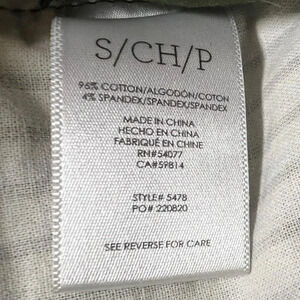 S/CH/P
96% COTTON/ALGODÓN/COTON
4% SPANDEX/SPANDEX/SPANDEX
MADE IN CHINA
HECHO EN CHINA
FABRIQUÉ EN CHINE
RN#54077
CA#59814
STYLE# 5478
PO# 220820
SEE REVERSE FOR CARE